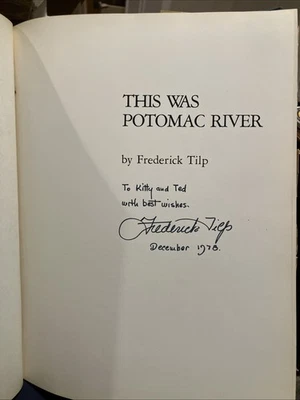 THIS WAS
POTOMAC RIVER
by Frederick Tilp
To Kitty and Ted
with best wishes.
Frederick Tilp
December 1978.